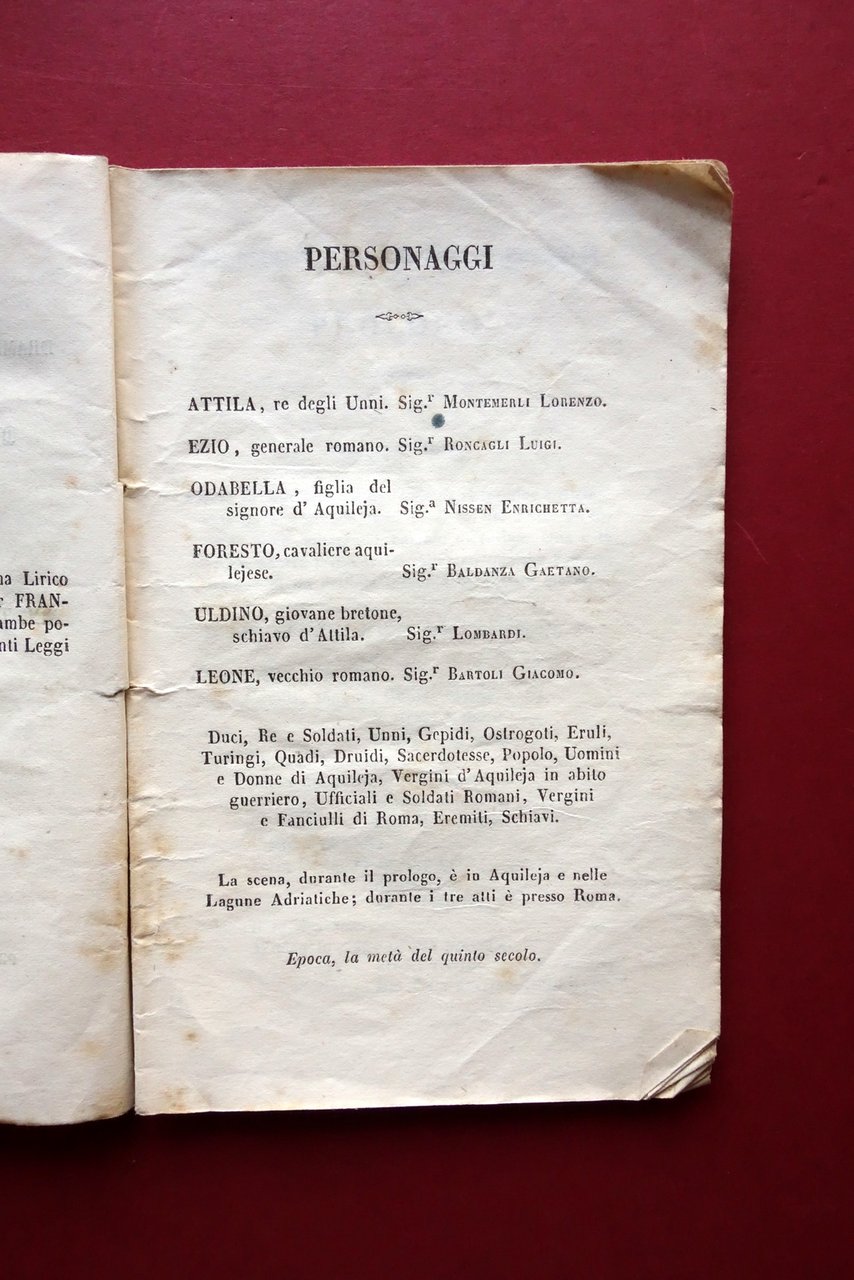 na Lirico
r FRAN-
ambe po-
nti Leggi
PERSONAGGI
ATTILA, re degli Unni. Sig.ʳ MONTEMERLI LORENZO.
EZIO, generale romano. Sig.ʳ RONCAGLI LUIGI.
ODABELLA, figlia del
signore d'Aquileja. Sig.ª NISSEN ENRICHETTA.
FORESTO, cavaliere aqui-
lejese. Sig.ʳ BALDANZA GAETANO.
ULDINO, giovane bretone,
schiavo d'Attila. Sig.ʳ LOMBARDI.
LEONE, vecchio romano. Sig.ʳ BARTOLI GIACOMO.
Duci, Re e Soldati, Unni, Gepidi, Ostrogoti, Eruli,
Turingi, Quadi, Druidi, Sacerdotesse, Popolo, Uomini
e Donne di Aquileja, Vergini d'Aquileja in abito
guerriero, Ufficiali e Soldati Romani, Vergini
e Fanciulli di Roma, Eremiti, Schiavi.
La scena, durante il prologo, è in Aquileja e nelle
Lagune Adriatiche; durante i tre atti è presso Roma.
Epoca, la metà del quinto secolo.